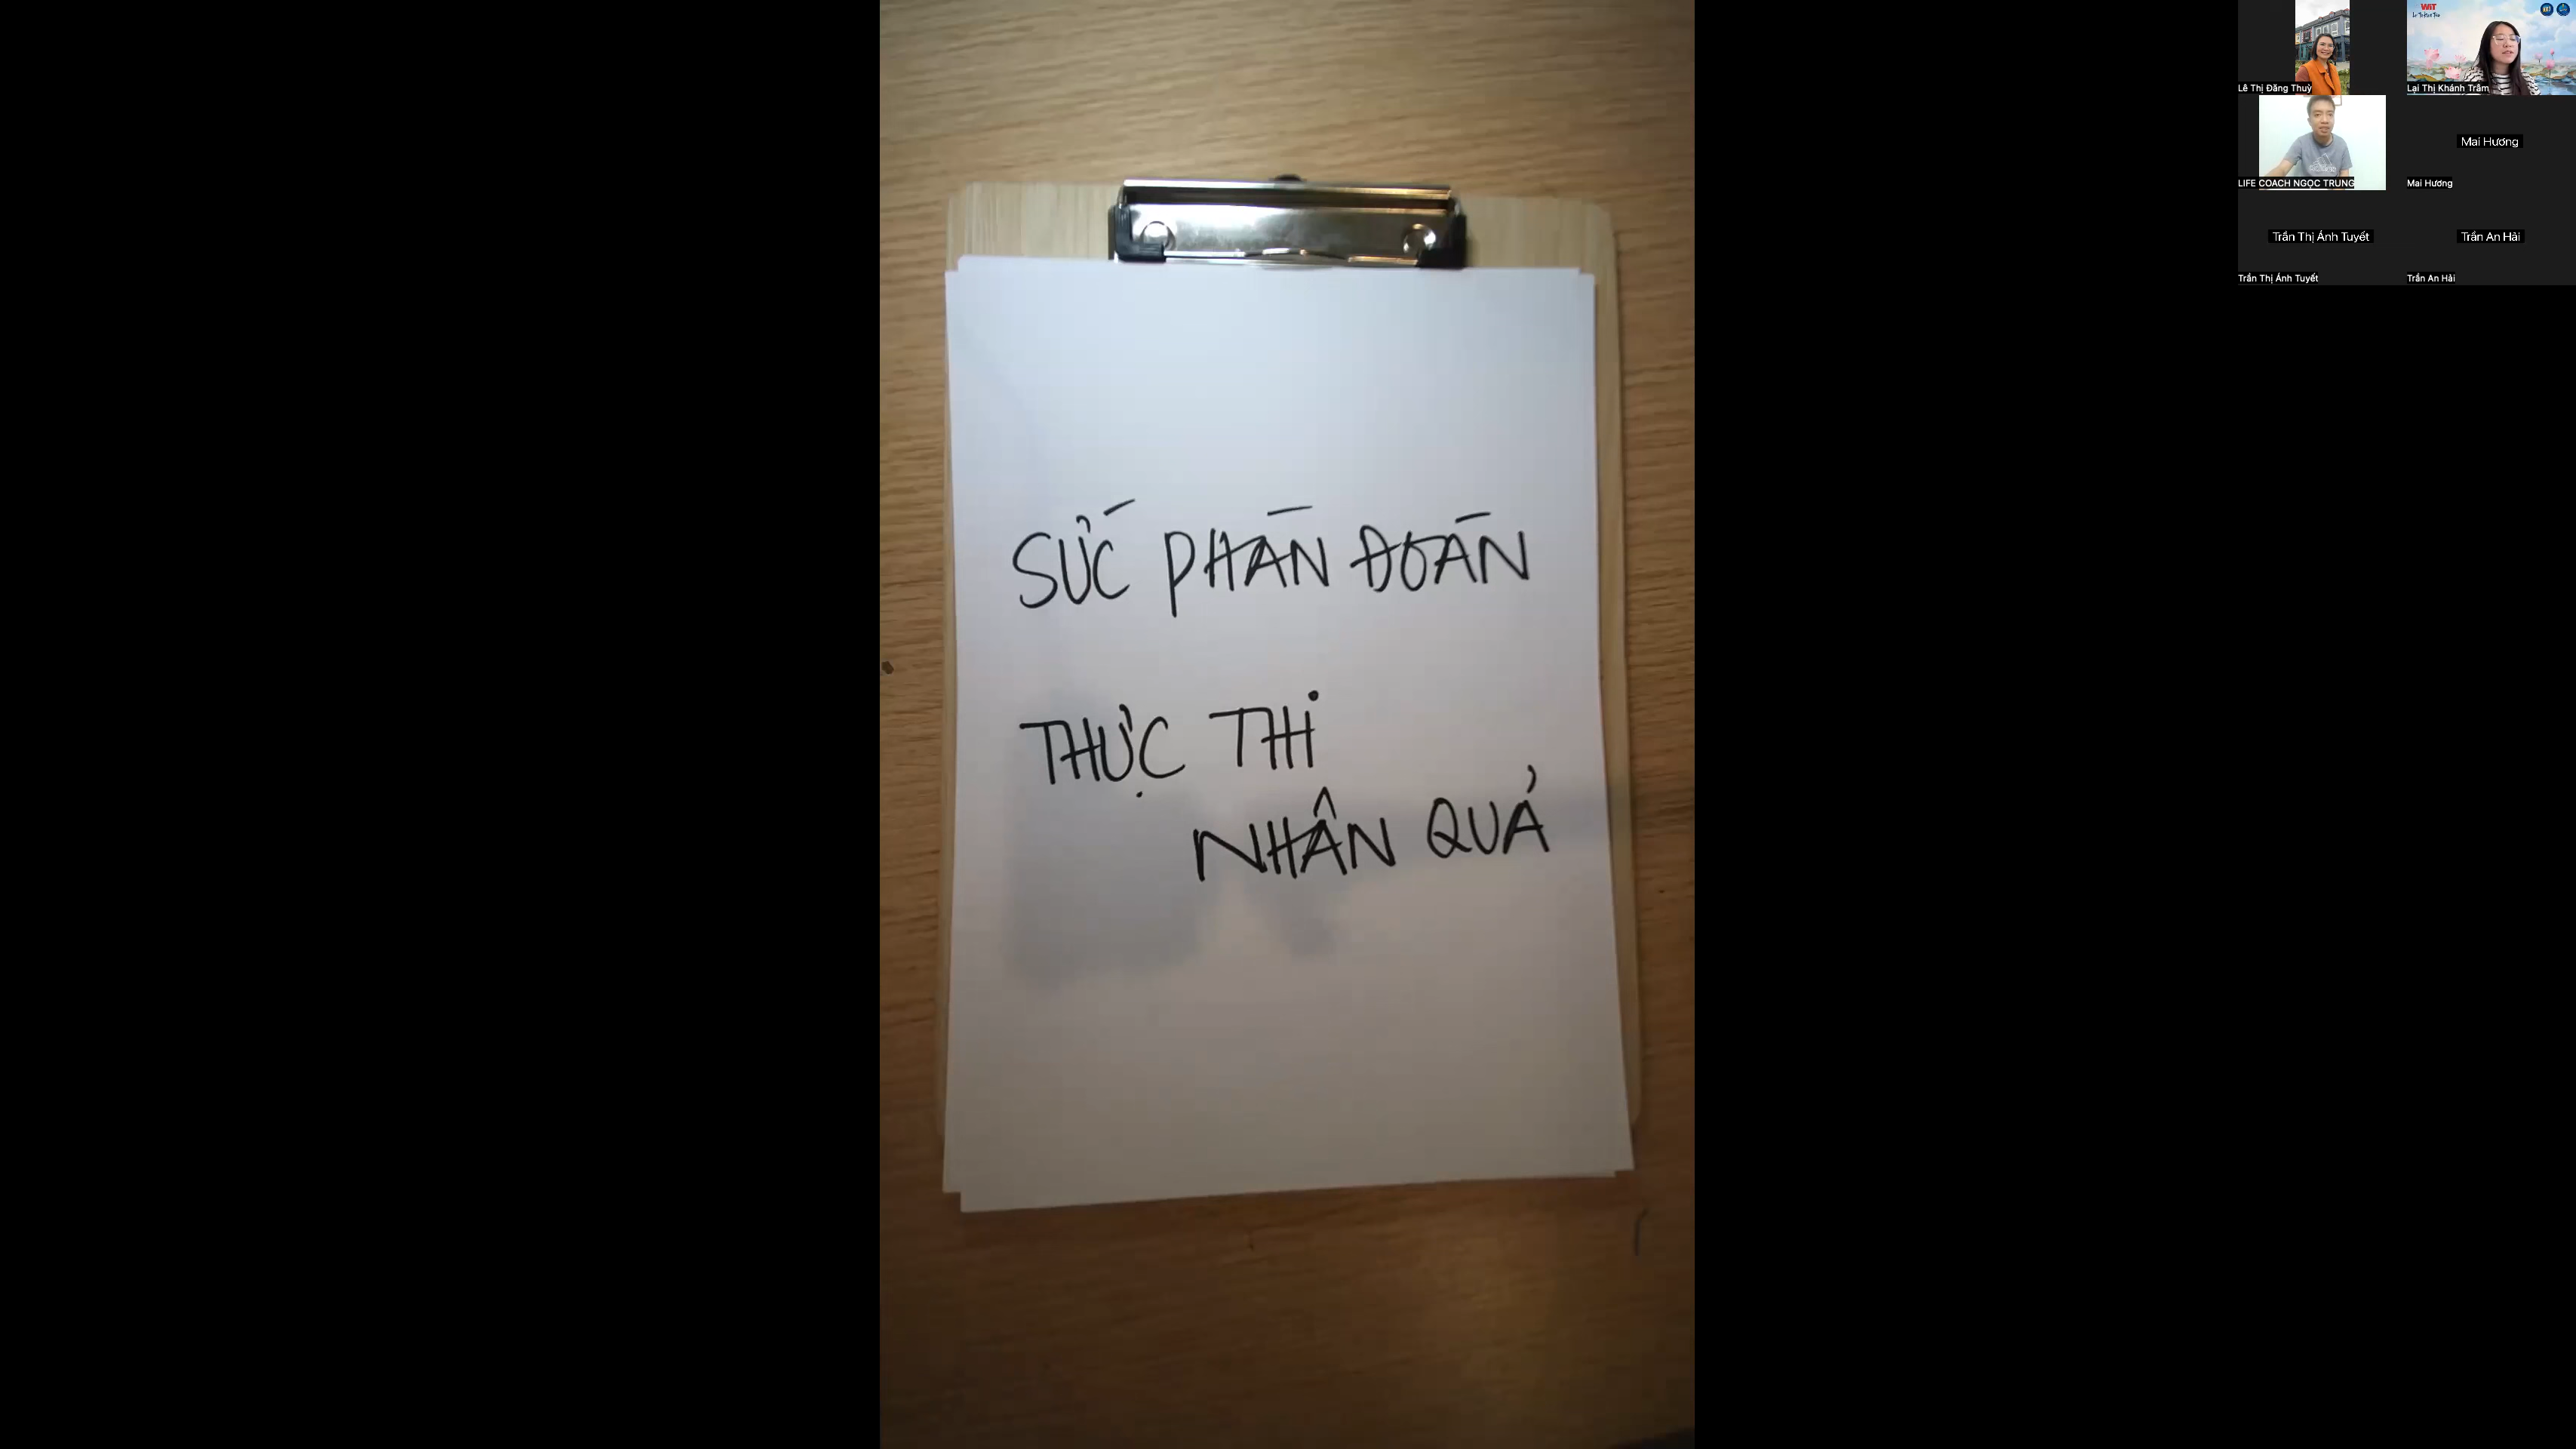 SỨC PHÁN ĐOÁN
THỰC THI
NHÂN QUẢ
WiT
Lê Thị Đăng Thuỳ
Lại Thị Khánh Trâm
LIFE COACH NGỌC TRUNG
Mai Hương
Mai Hương
Trần Thị Ánh Tuyết
Trần An Hải
Trần Thị Ánh Tuyết
Trần An Hải